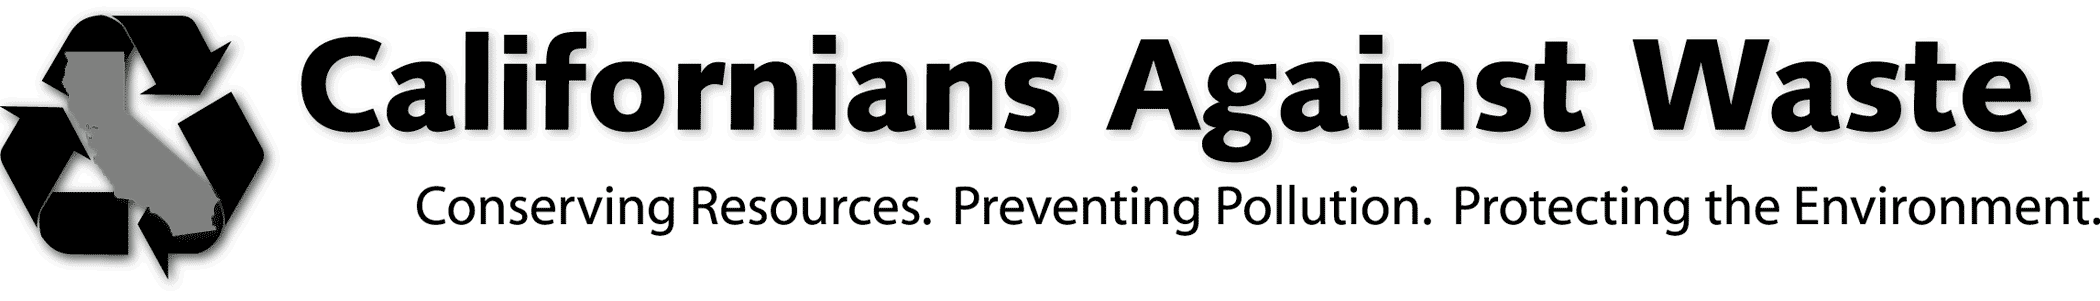 Californians Against Waste
Conserving Resources. Preventing Pollution. Protecting the Environment.